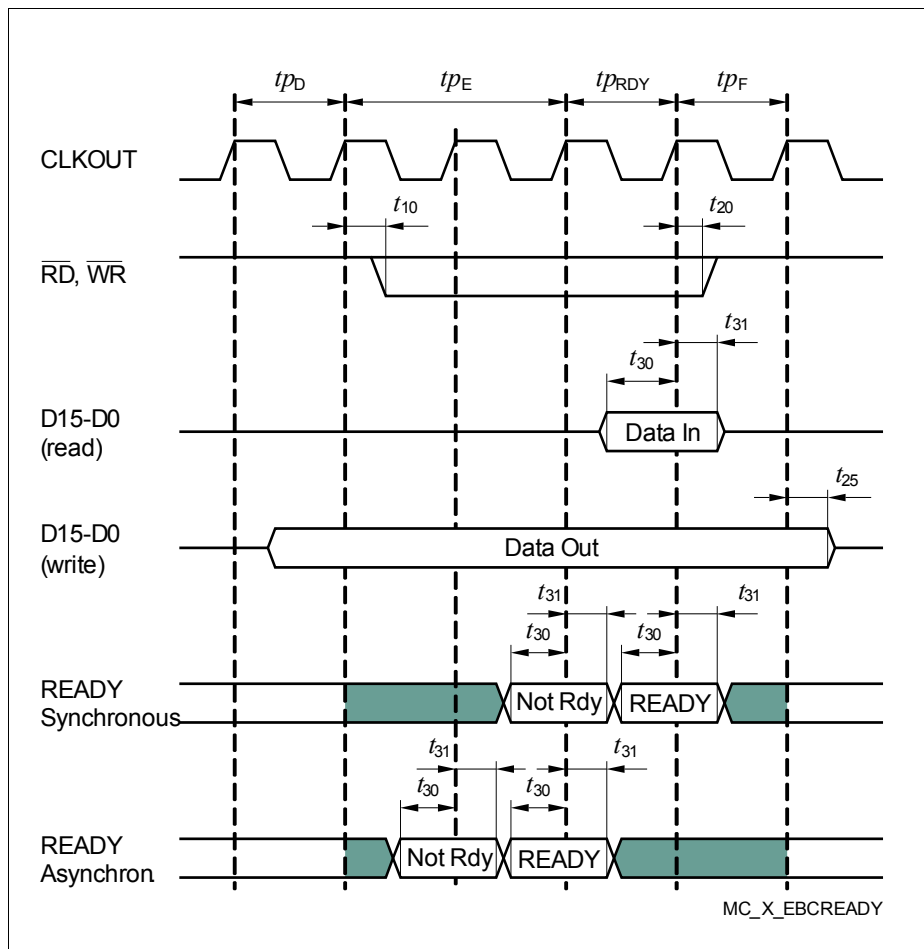 tpD tpE tpRDY tpF
CLKOUT
t10 t20
RD, WR
t31
t30
D15-D0
(read)
Data In
t25
D15-D0
(write)
Data Out
t31 t31
t30 t30
READY
Synchronous
Not Rdy READY
t31 t31
t30 t30
READY
Asynchron.
Not Rdy READY
MC_X_EBCREADY